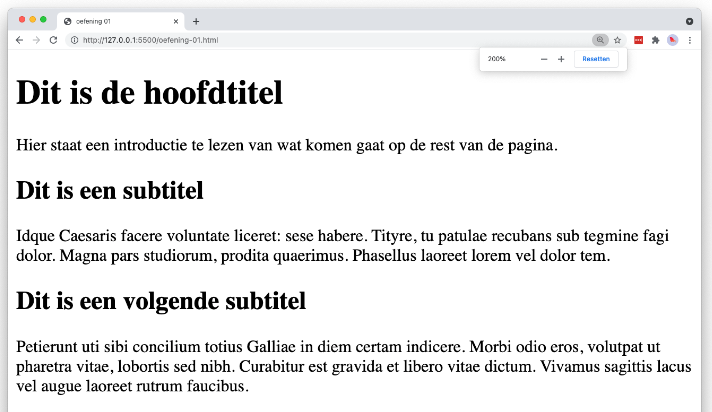 oefening 01
http://127.0.0.1:5500/oefening-01.html
200%
Resetten
Dit is de hoofdtitel
Hier staat een introductie te lezen van wat komen gaat op de rest van de pagina.
Dit is een subtitel
Idque Caesaris facere voluntate liceret: sese habere. Tityre, tu patulae recubans sub tegmine fagi
dolor. Magna pars studiorum, prodita quaerimus. Phasellus laoreet lorem vel dolor tem.
Dit is een volgende subtitel
Petierunt uti sibi concilium totius Galliae in diem certam indicere. Morbi odio eros, volutpat ut
pharetra vitae, lobortis sed nibh. Curabitur est gravida et libero vitae dictum. Vivamus sagittis lacus
vel augue laoreet rutrum faucibus.